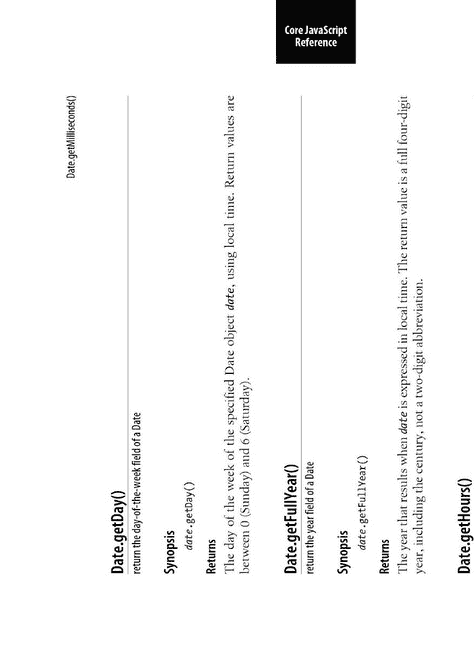 Core JavaScript
Reference
Date.getMilliseconds()
Date.getDay()
return the day-of-the-week field of a Date
Synopsis
date.getDay()
Returns
The day of the week of the specified Date object date, using local time. Return values are
between 0 (Sunday) and 6 (Saturday).
Date.getFullYear()
return the year field of a Date
Synopsis
date.getFullYear()
Returns
The year that results when date is expressed in local time. The return value is a full four-digit
year, including the century, not a two-digit abbreviation.
Date.getHours()